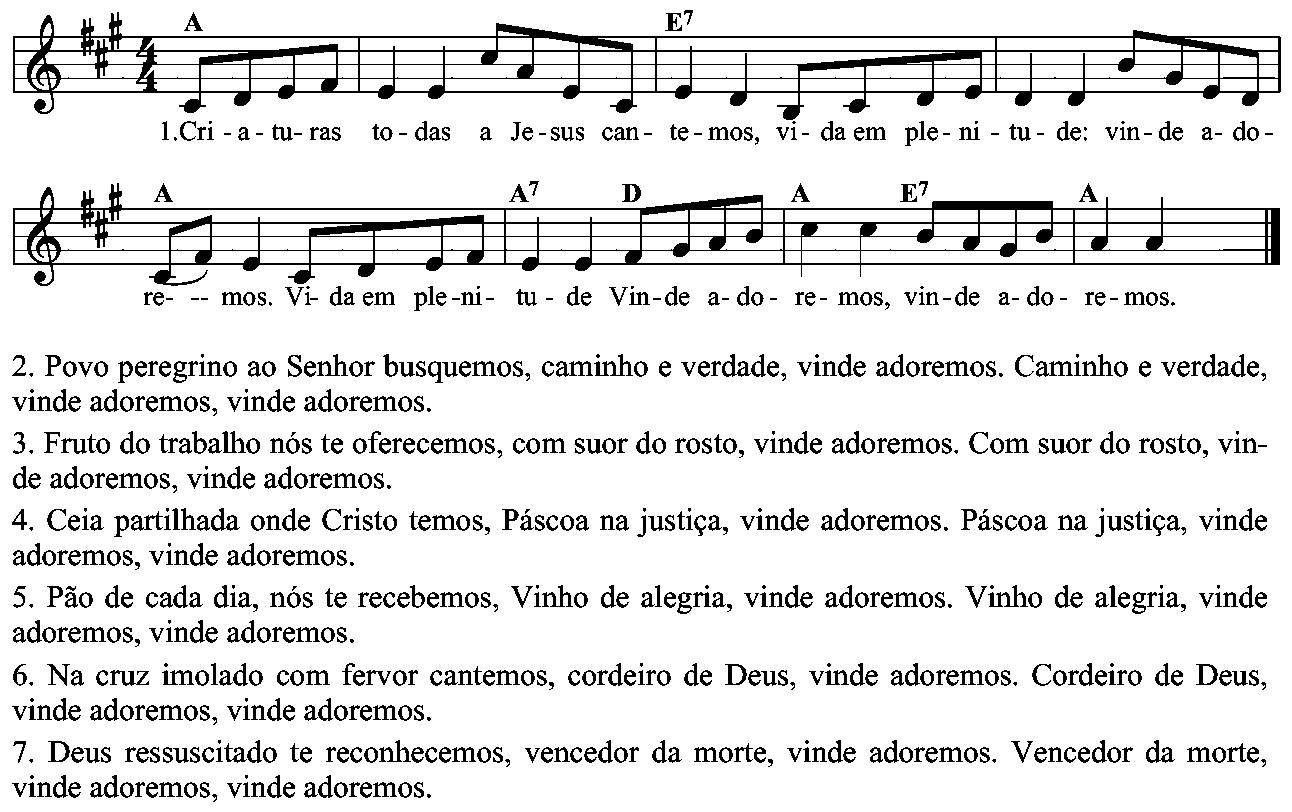 A E7
4
4
1.Cri - a - tu - ras to - das a Je - sus can - te - mos, vi - da em ple - ni - tu - de: vin - de a - do -
A A7 D A E7 A
re- -- mos. Vi- da em ple - ni - tu - de Vin - de a - do - re - mos, vin - de a - do - re - mos.
2. Povo peregrino ao Senhor busquemos, caminho e verdade, vinde adoremos. Caminho e verdade,
vinde adoremos, vinde adoremos.
3. Fruto do trabalho nós te oferecemos, com suor do rosto, vinde adoremos. Com suor do rosto, vin-
de adoremos, vinde adoremos.
4. Ceia partilhada onde Cristo temos, Páscoa na justiça, vinde adoremos. Páscoa na justiça, vinde
adoremos, vinde adoremos.
5. Pão de cada dia, nós te recebemos, Vinho de alegria, vinde adoremos. Vinho de alegria, vinde
adoremos, vinde adoremos.
6. Na cruz imolado com fervor cantemos, cordeiro de Deus, vinde adoremos. Cordeiro de Deus,
vinde adoremos, vinde adoremos.
7. Deus ressuscitado te reconhecemos, vencedor da morte, vinde adoremos. Vencedor da morte,
vinde adoremos, vinde adoremos.